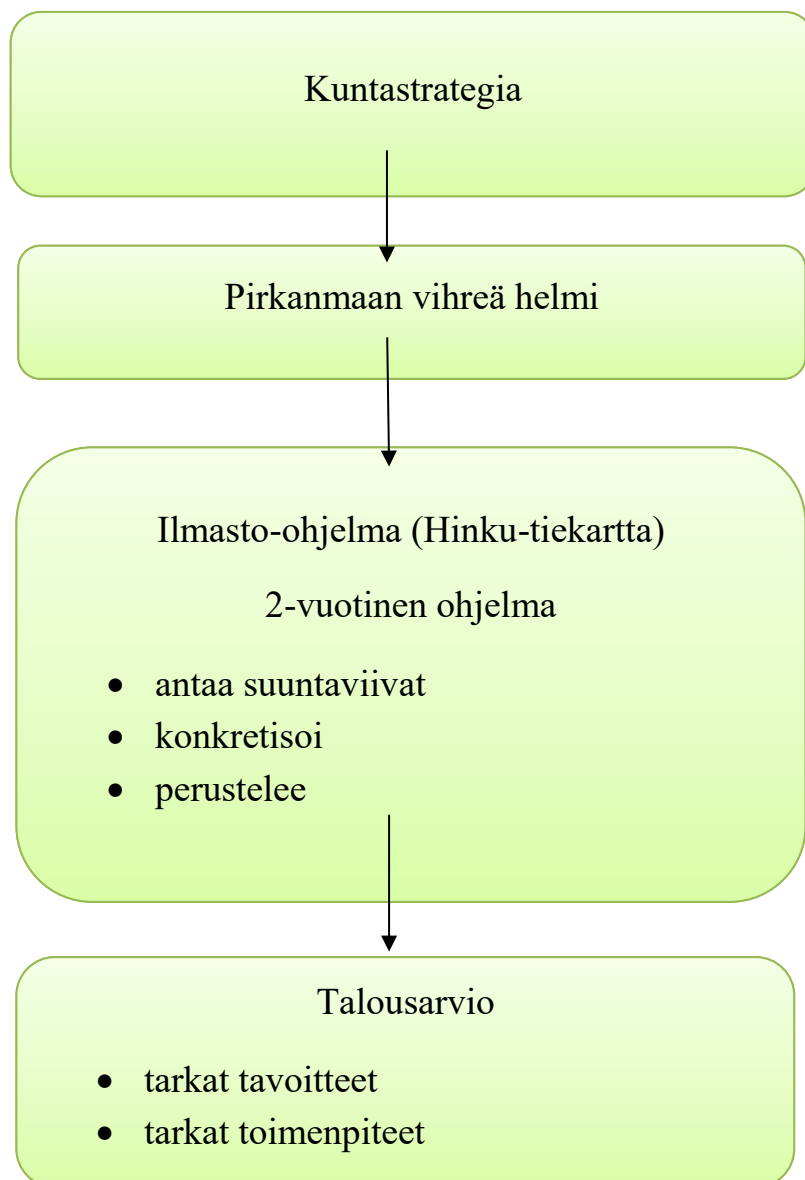 Kuntastrategia
Pirkanmaan vihreä helmi
Ilmasto-ohjelma (Hinku-tiekartta)
2-vuotinen ohjelma
• antaa suuntaviivat
• konkretisoi
• perustelee
Talousarvio
• tarkat tavoitteet
• tarkat toimenpiteet